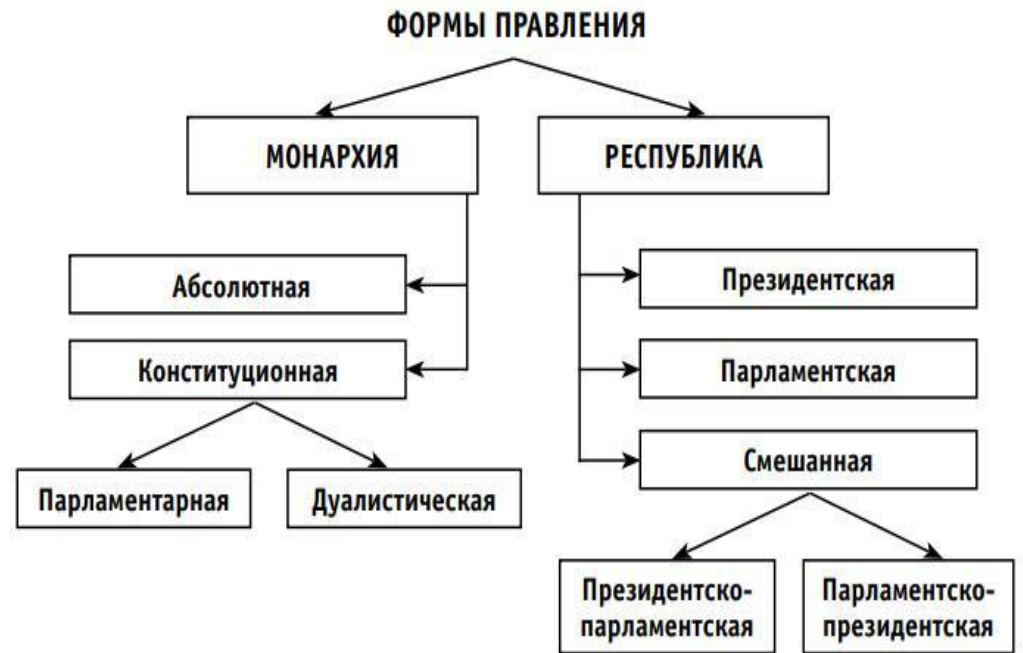 ФОРМЫ ПРАВЛЕНИЯ
МОНАРХИЯ
РЕСПУБЛИКА
Абсолютная
Конституционная
Парламентарная
Дуалистическая
Президентская
Парламентская
Смешанная
Президентско-
парламентская
Парламентско-
президентская